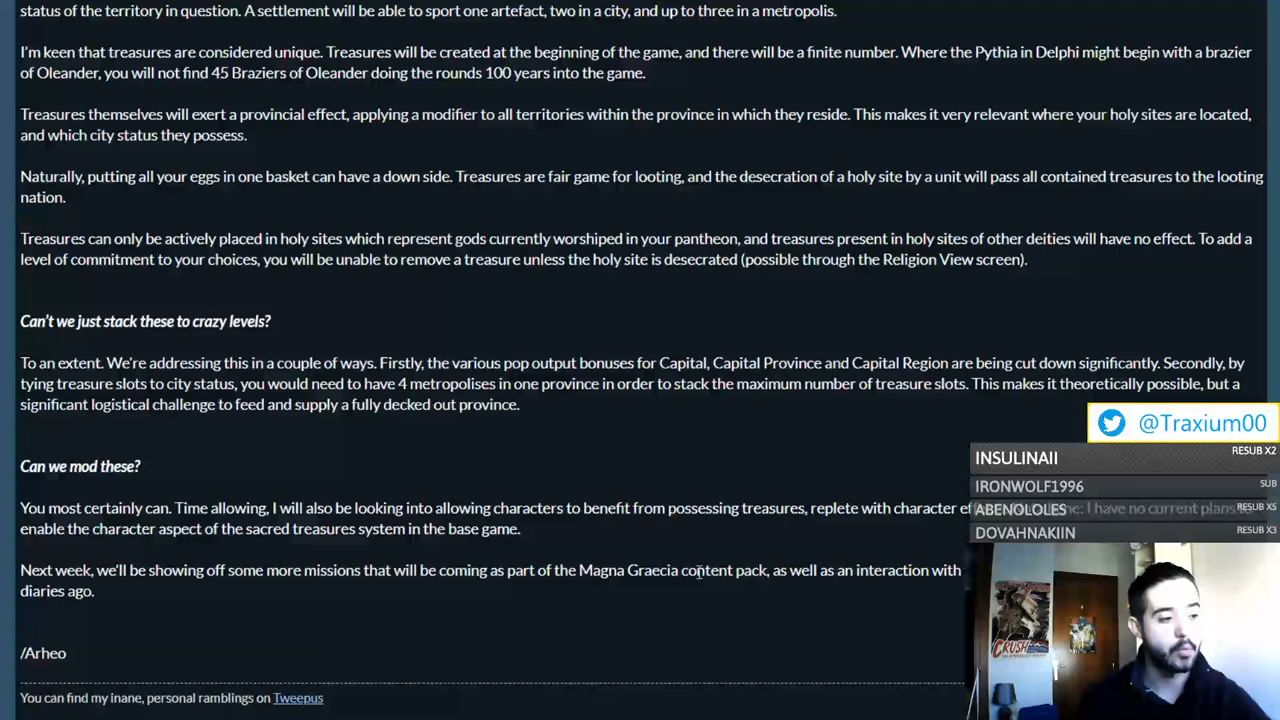 status of the territory in question. A settlement will be able to sport one artefact, two in a city, and up to three in a metropolis.
I'm keen that treasures are considered unique. Treasures will be created at the beginning of the game, and there will be a finite number. Where the Pythia in Delphi might begin with a brazier
of Oleander, you will not find 45 Braziers of Oleander doing the rounds 100 years into the game.
Treasures themselves will exert a provincial effect, applying a modifier to all territories within the province in which they reside. This makes it very relevant where your holy sites are located,
and which city status they possess.
Naturally, putting all your eggs in one basket can have a down side. Treasures are fair game for looting, and the desecration of a holy site by a unit will pass all contained treasures to the looting
nation.
Treasures can only be actively placed in holy sites which represent gods currently worshiped in your pantheon, and treasures present in holy sites of other deities will have no effect. To add a
level of commitment to your choices, you will be unable to remove a treasure unless the holy site is desecrated (possible through the Religion View screen).
Can't we just stack these to crazy levels?
To an extent. We're addressing this in a couple of ways. Firstly, the various pop output bonuses for Capital, Capital Province and Capital Region are being cut down significantly. Secondly, by
tying treasure slots to city status, you would need to have 4 metropolises in one province in order to stack the maximum number of treasure slots. This makes it theoretically possible, but a
significant logistical challenge to feed and supply a fully decked out province.
@Traxium00
INSULINAII RESUB X2
Can we mod these?
IRONWOLF1996 SUB
You most certainly can. Time allowing, I will also be looking into allowing characters to benefit from possessing treasures, replete with character I have no current plans to
ABENOLOLES RESUB X5
enable the character aspect of the sacred treasures system in the base game.
DOVAHNAKIIN RESUB X3
Next week, we'll be showing off some more missions that will be coming as part of the Magna Graecia content pack, as well as an interaction with
diaries ago.
CRUSH
/Arheo
You can find my inane, personal ramblings on Tweepus